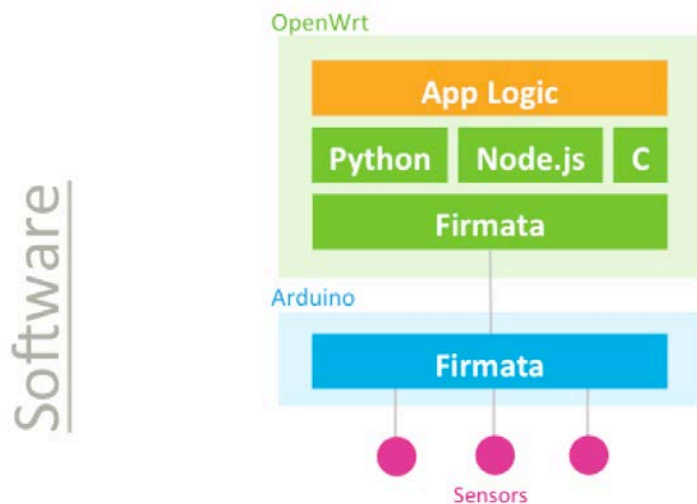 Software
OpenWrt
App Logic
Python Node.js C
Firmata
Arduino
Firmata
Sensors